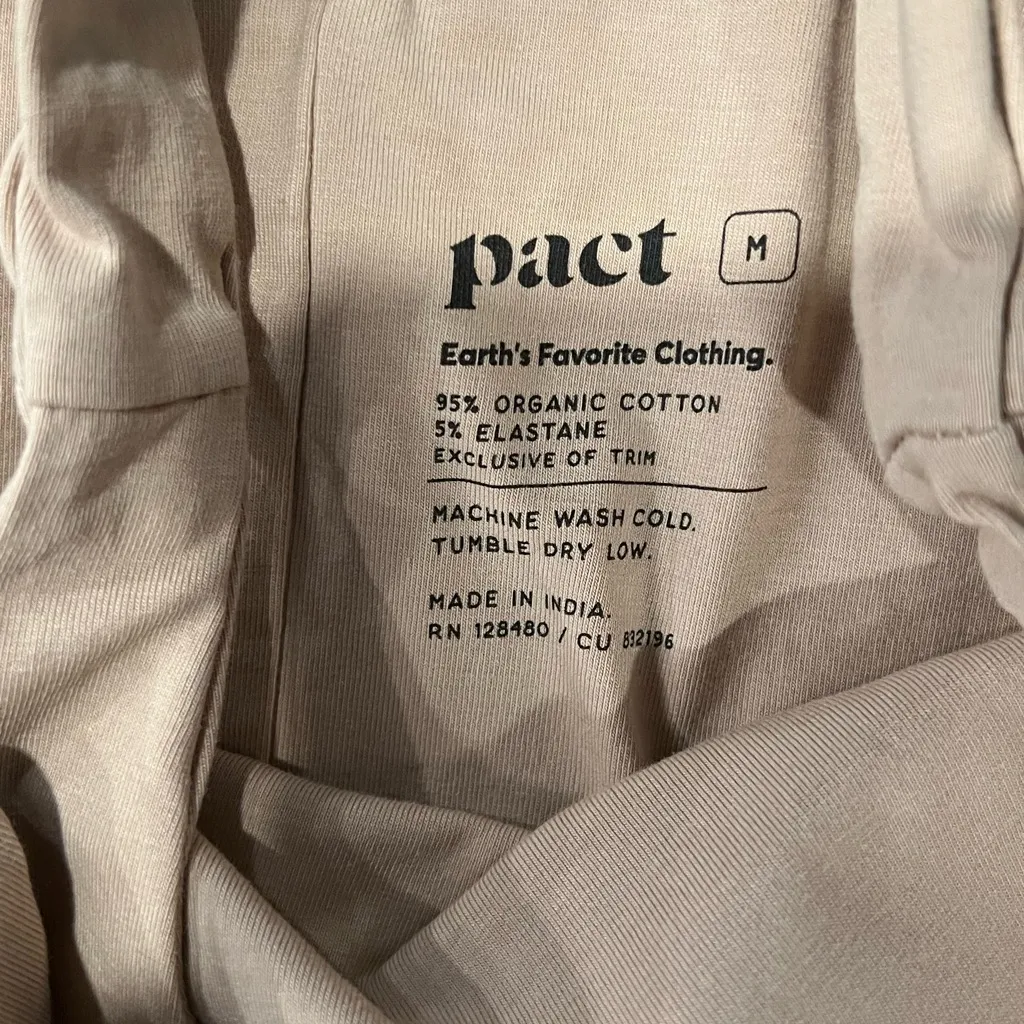 pact M
Earth's Favorite Clothing.
95% ORGANIC COTTON
5% ELASTANE
EXCLUSIVE OF TRIM
MACHINE WASH COLD.
TUMBLE DRY LOW.
MADE IN INDIA.
RN 128480 / CU 832196